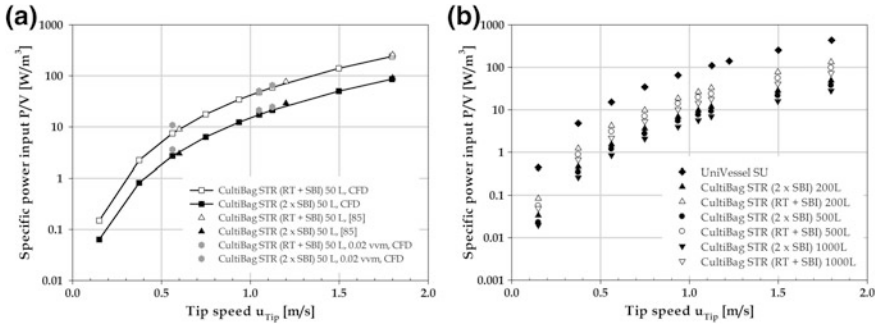 (a)
Specific power input P/V [W/m³]
1000
100
10
1
0.1
0.01
0.0
0.5
1.0
1.5
2.0
Tip speed u_Tip [m/s]
CultiBag STR (RT + SBI) 50 L, CFD
CultiBag STR (2 x SBI) 50 L, CFD
CultiBag STR (RT + SBI) 50 L, [85]
CultiBag STR (2 x SBI) 50 L, [85]
CultiBag STR (RT + SBI) 50 L, 0.02 vvm, CFD
CultiBag STR (2 x SBI) 50 L, 0.02 vvm, CFD
(b)
Specific power input P/V [W/m³]
1000
100
10
1
0.1
0.01
0.001
0.0
0.5
1.0
1.5
2.0
Tip speed u_Tip [m/s]
UniVessel SU
CultiBag STR (2 x SBI) 200L
CultiBag STR (RT + SBI) 200L
CultiBag STR (2 x SBI) 500L
CultiBag STR (RT + SBI) 500L
CultiBag STR (2 x SBI) 1000L
CultiBag STR (RT + SBI) 1000L